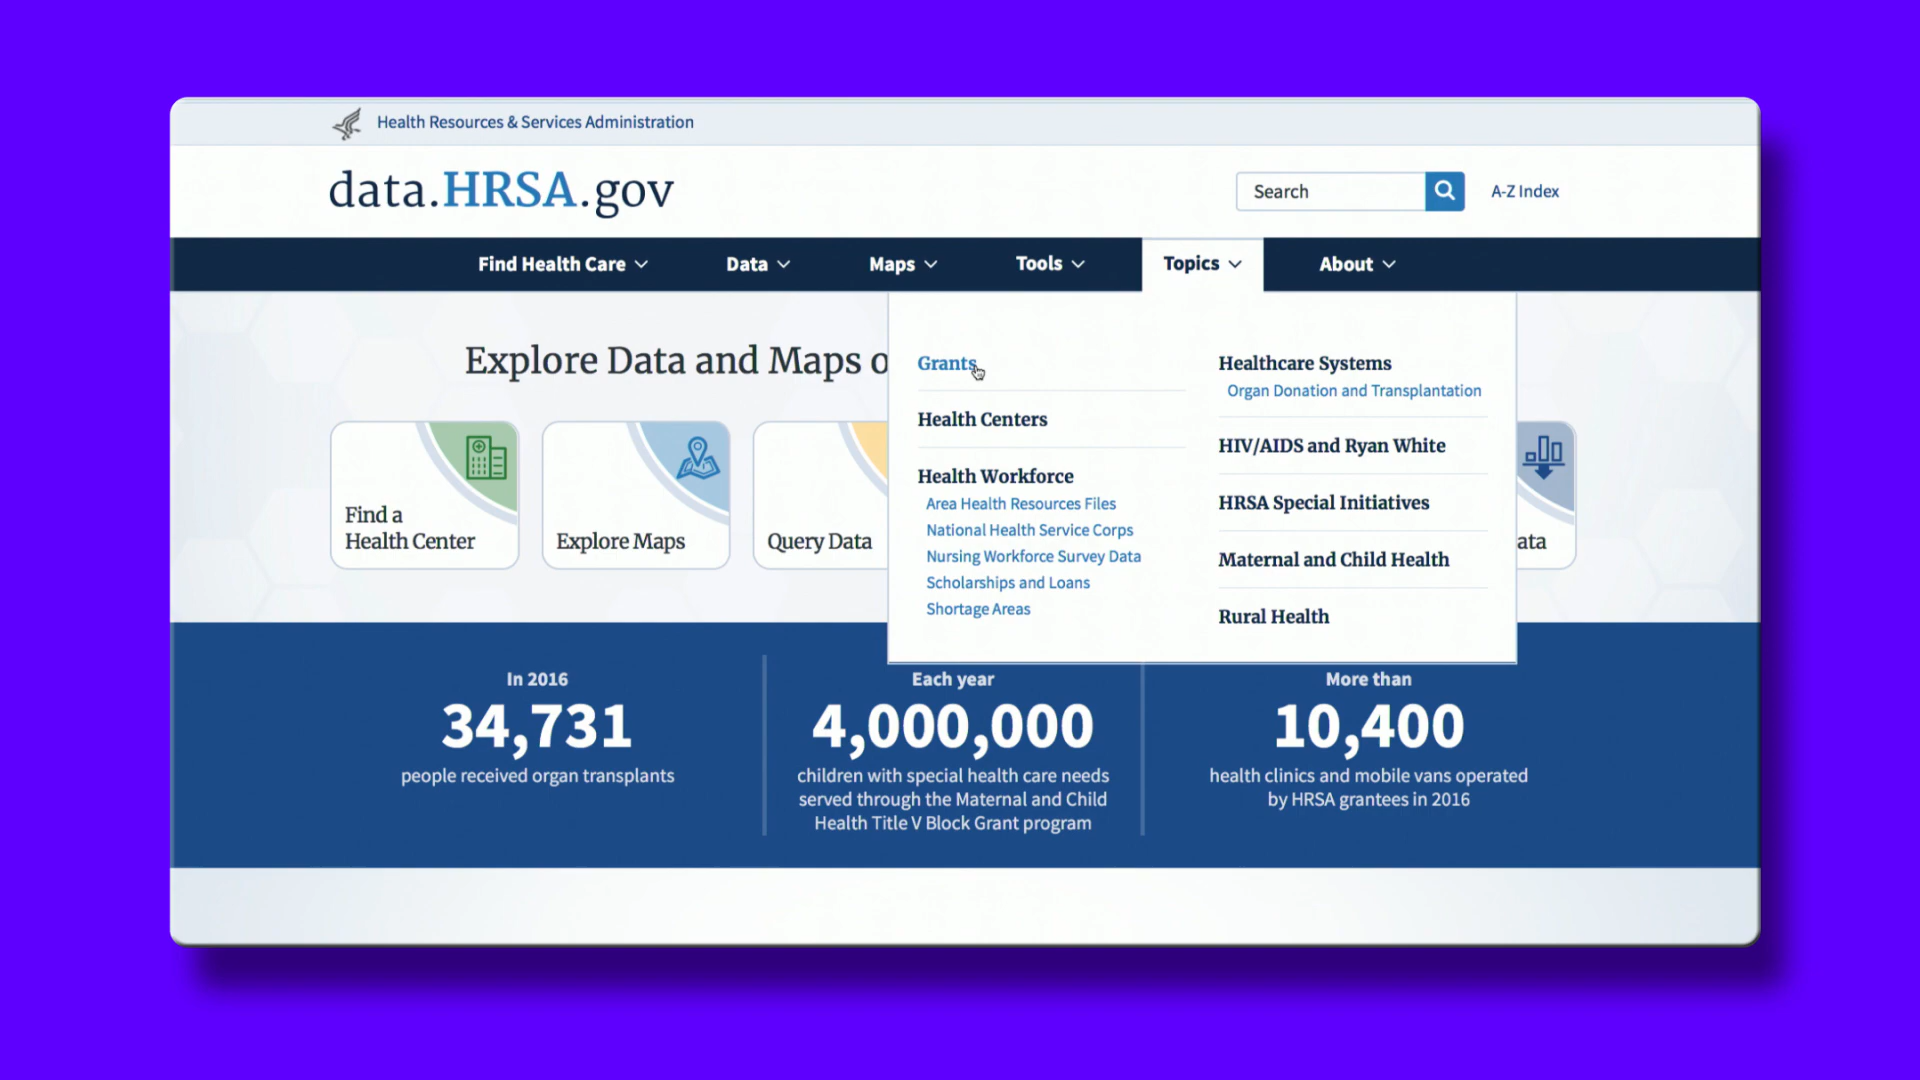 Health Resources & Services Administration
data.HRSA.gov
Search
A-Z Index
Find Health Care
Data
Maps
Tools
Topics
About
Explore Data and Maps
Grants
Health Centers
Health Workforce
Area Health Resources Files
National Health Service Corps
Nursing Workforce Survey Data
Scholarships and Loans
Shortage Areas
Healthcare Systems
Organ Donation and Transplantation
HIV/AIDS and Ryan White
HRSA Special Initiatives
Maternal and Child Health
Rural Health
Find a
Health Center
Explore Maps
Query Data
In 2016
34,731
people received organ transplants
Each year
4,000,000
children with special health care needs
served through the Maternal and Child
Health Title V Block Grant program
More than
10,400
health clinics and mobile vans operated
by HRSA grantees in 2016